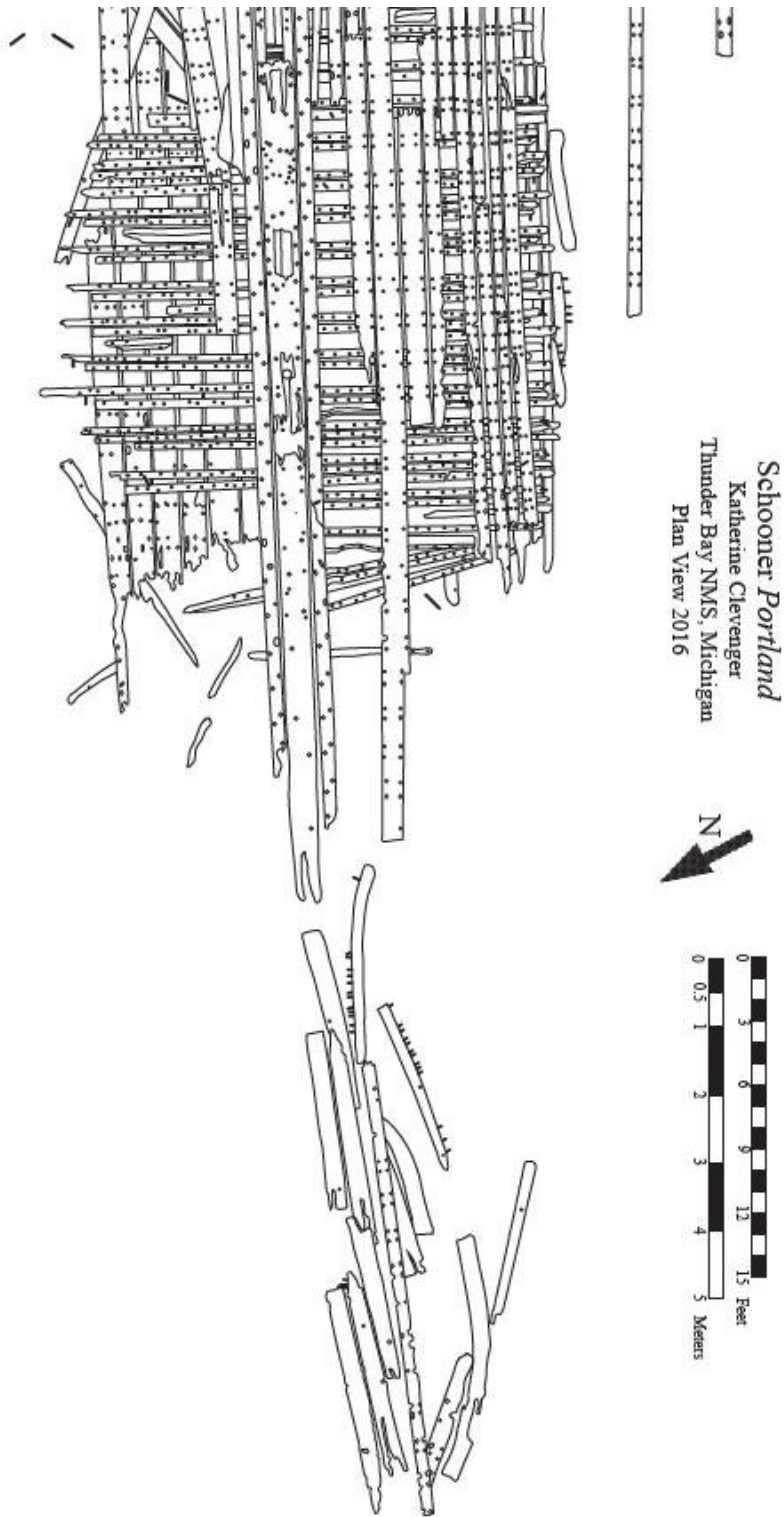 Schooner Portland
Katherine Clevenger
Thunder Bay NMS, Michigan
Plan View 2016
N
0 3 6 9 12 15 Feet
0 0.5 1 2 3 4 5 Meters